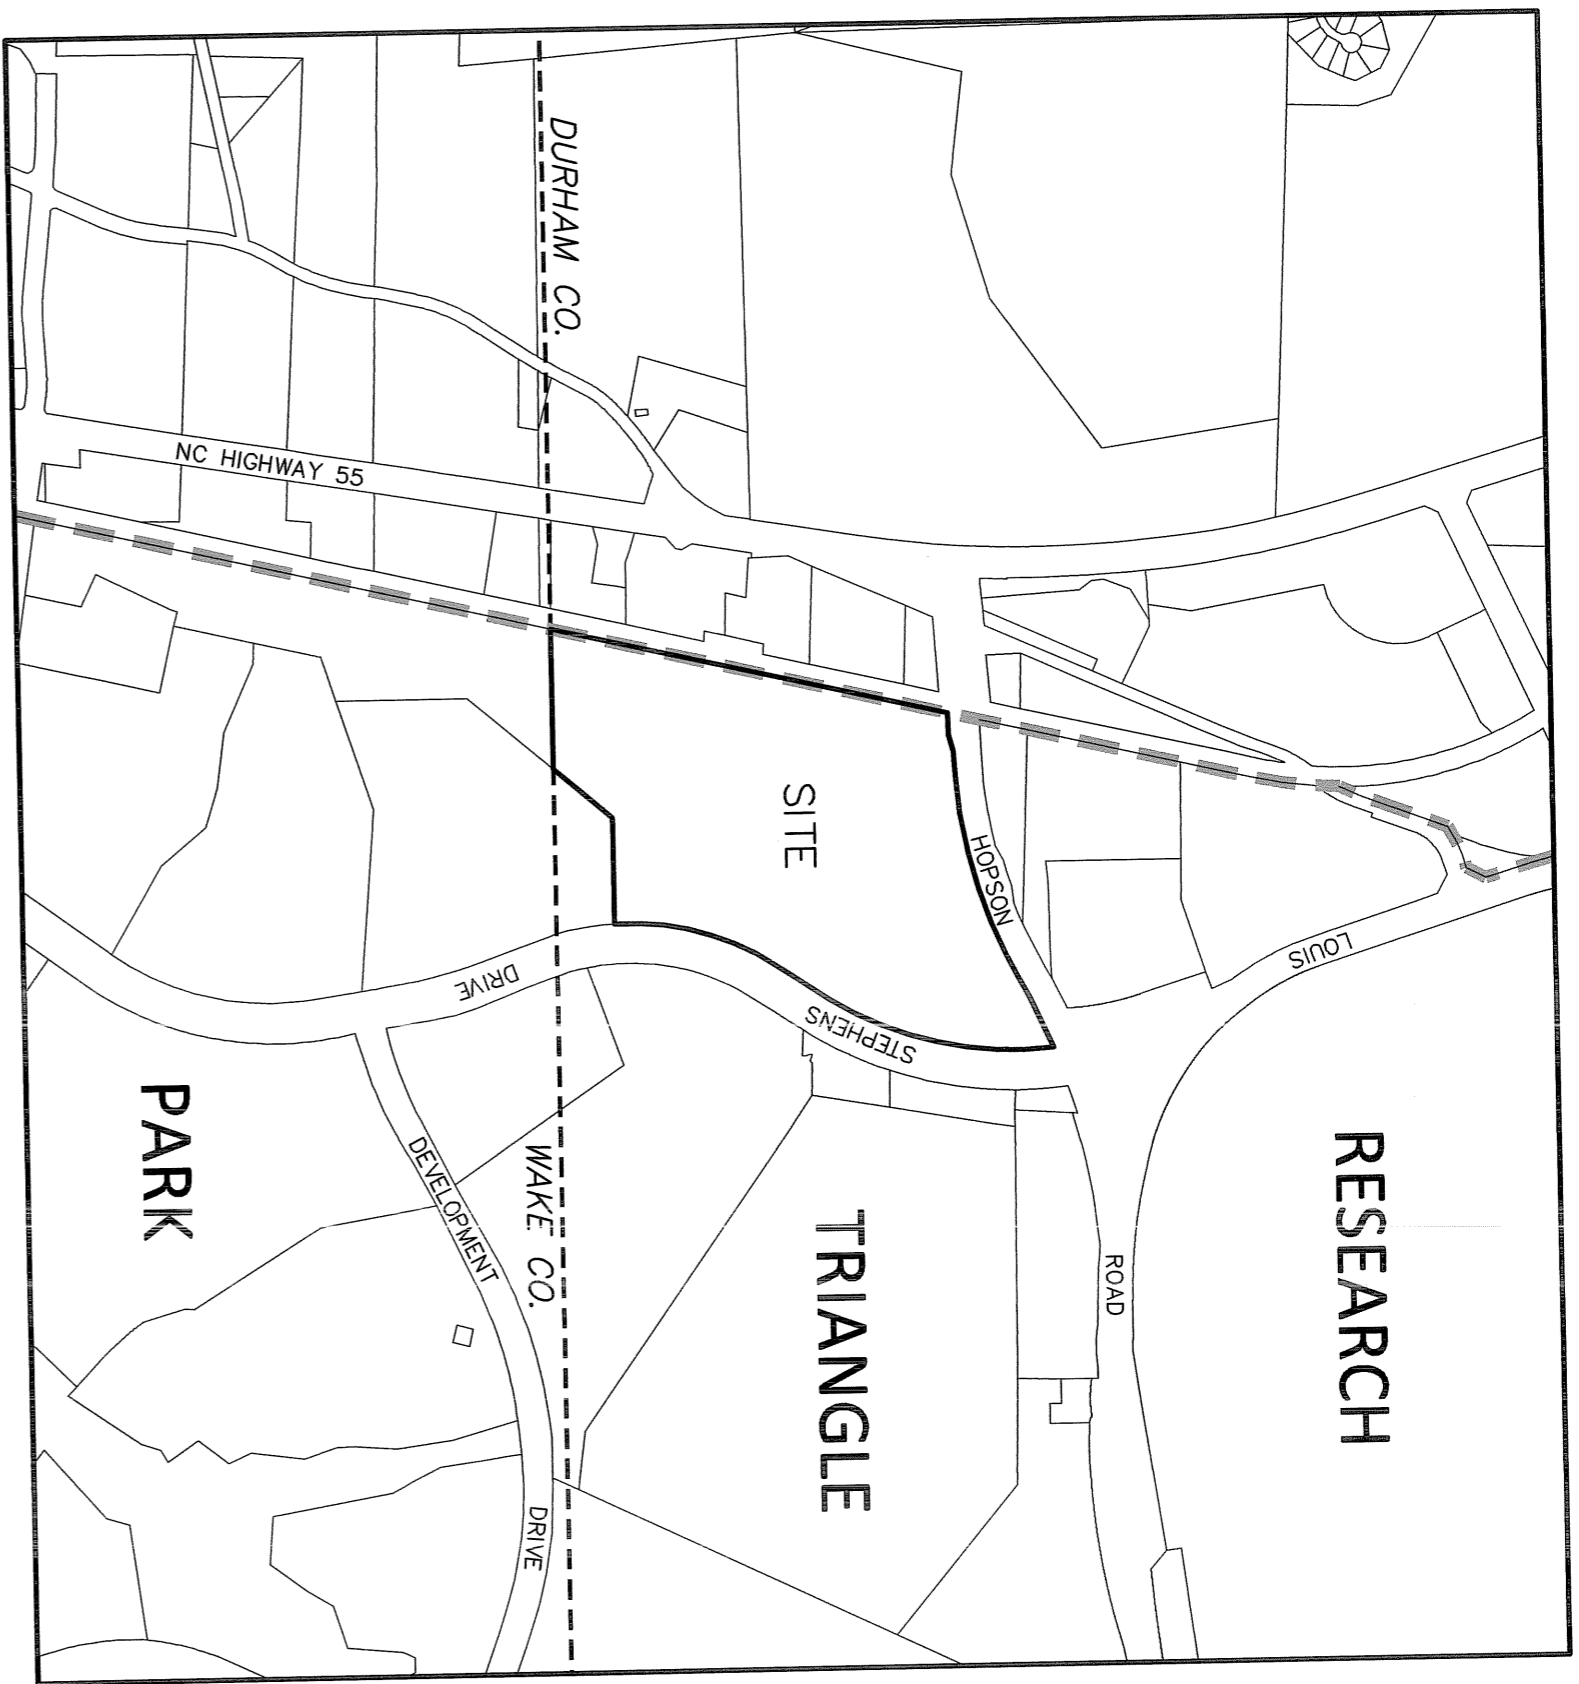 RESEARCH
TRIANGLE
PARK
DURHAM CO.
WAKE CO.
NC HIGHWAY 55
SITE
HOPSON
ROAD
LOUIS
STEPHENS
DRIVE
DEVELOPMENT
DRIVE